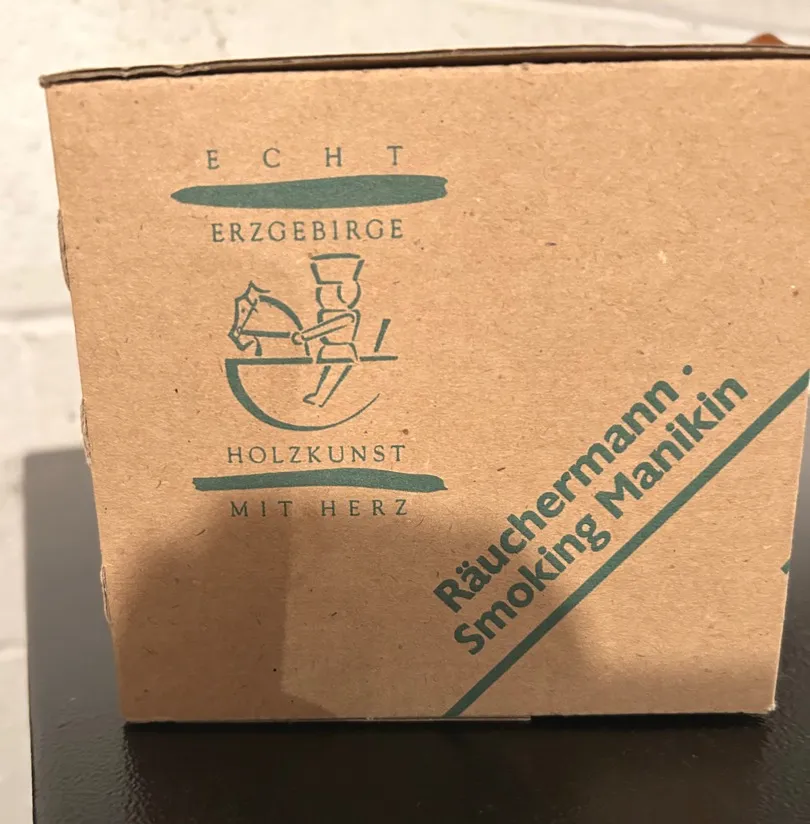 ECHT
ERZGEBIRGE
HOLZKUNST
MIT HERZ
Räuchermann ·
Smoking Manikin